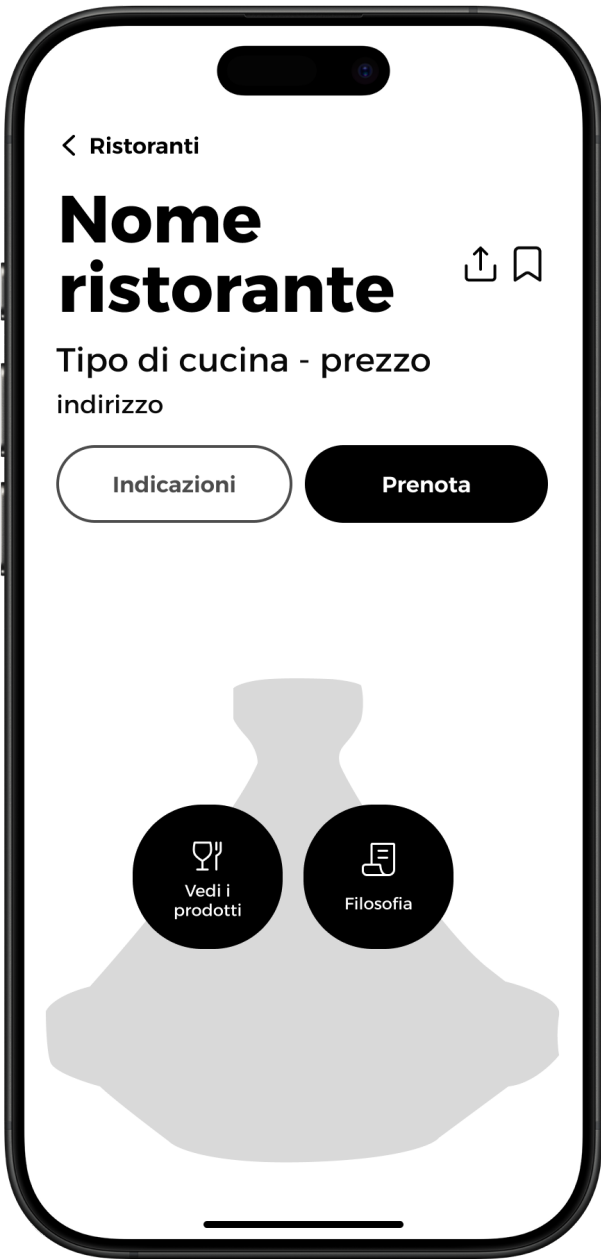 Ristoranti
Nome
ristorante
Tipo di cucina - prezzo
indirizzo
Indicazioni
Prenota
Vedi i
prodotti
Filosofia